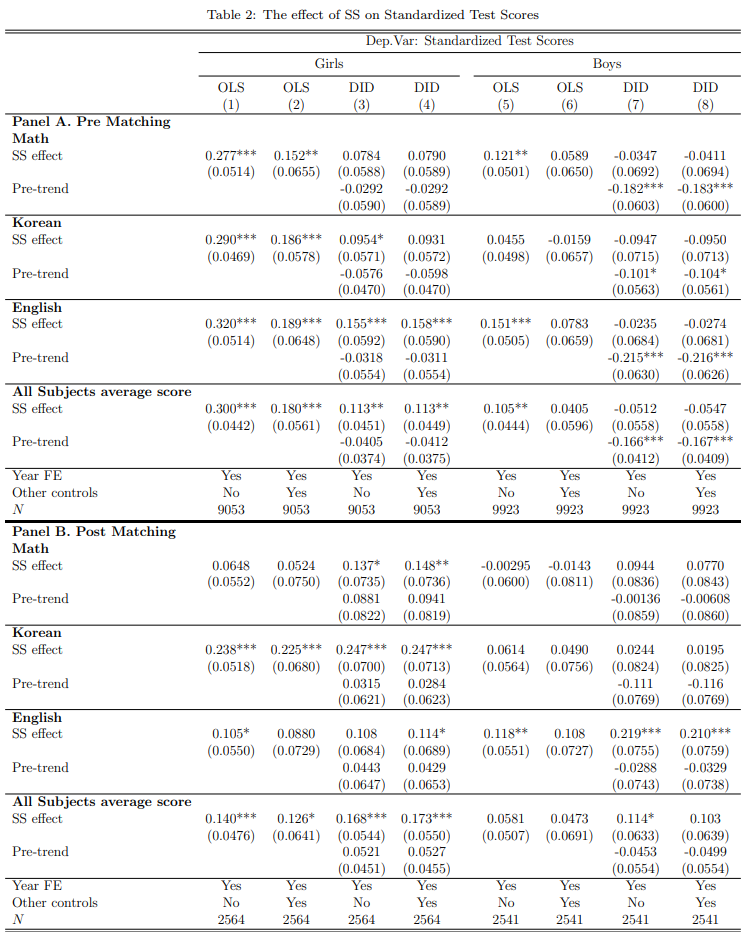 Table 2: The effect of SS on Standardized Test Scores
Dep.Var: Standardized Test Scores
Girls Boys
OLS OLS DID DID OLS OLS DID DID
(1) (2) (3) (4) (5) (6) (7) (8)
Panel A. Pre Matching
Math
SS effect 0.277*** 0.152** 0.0784 0.0790 0.121** 0.0589 -0.0347 -0.0411
(0.0514) (0.0655) (0.0588) (0.0589) (0.0501) (0.0650) (0.0692) (0.0694)
Pre-trend -0.0292 -0.0292 -0.182*** -0.183***
(0.0590) (0.0589) (0.0603) (0.0600)
Korean
SS effect 0.290*** 0.186*** 0.0954* 0.0931 0.0455 -0.0159 -0.0947 -0.0950
(0.0469) (0.0578) (0.0571) (0.0572) (0.0498) (0.0657) (0.0715) (0.0713)
Pre-trend -0.0576 -0.0598 -0.101* -0.104*
(0.0470) (0.0470) (0.0563) (0.0561)
English
SS effect 0.320*** 0.189*** 0.155*** 0.158*** 0.151*** 0.0783 -0.0235 -0.0274
(0.0514) (0.0648) (0.0592) (0.0590) (0.0505) (0.0659) (0.0684) (0.0681)
Pre-trend -0.0318 -0.0311 -0.215*** -0.216***
(0.0554) (0.0554) (0.0630) (0.0626)
All Subjects average score
SS effect 0.300*** 0.180*** 0.113** 0.113** 0.105** 0.0405 -0.0512 -0.0547
(0.0442) (0.0561) (0.0451) (0.0449) (0.0444) (0.0596) (0.0558) (0.0558)
Pre-trend -0.0405 -0.0412 -0.166*** -0.167***
(0.0374) (0.0375) (0.0412) (0.0409)
Year FE Yes Yes Yes Yes Yes Yes Yes Yes
Other controls No Yes No Yes No Yes No Yes
N 9053 9053 9053 9053 9923 9923 9923 9923
Panel B. Post Matching
Math
SS effect 0.0648 0.0524 0.137* 0.148** -0.00295 -0.0143 0.0944 0.0770
(0.0552) (0.0750) (0.0735) (0.0736) (0.0600) (0.0811) (0.0836) (0.0843)
Pre-trend 0.0881 0.0941 -0.00136 -0.00608
(0.0822) (0.0819) (0.0859) (0.0860)
Korean
SS effect 0.238*** 0.225*** 0.247*** 0.247*** 0.0614 0.0490 0.0244 0.0195
(0.0518) (0.0680) (0.0700) (0.0713) (0.0564) (0.0756) (0.0824) (0.0825)
Pre-trend 0.0315 0.0284 -0.111 -0.116
(0.0621) (0.0623) (0.0769) (0.0769)
English
SS effect 0.105* 0.0880 0.108 0.114* 0.118** 0.108 0.219*** 0.210***
(0.0550) (0.0729) (0.0684) (0.0689) (0.0551) (0.0727) (0.0755) (0.0759)
Pre-trend 0.0443 0.0429 -0.0288 -0.0329
(0.0647) (0.0653) (0.0743) (0.0738)
All Subjects average score
SS effect 0.140*** 0.126* 0.168*** 0.173*** 0.0581 0.0473 0.114* 0.103
(0.0476) (0.0641) (0.0544) (0.0550) (0.0507) (0.0691) (0.0633) (0.0639)
Pre-trend 0.0521 0.0527 -0.0453 -0.0499
(0.0451) (0.0455) (0.0554) (0.0554)
Year FE Yes Yes Yes Yes Yes Yes Yes Yes
Other controls No Yes No Yes No Yes No Yes
N 2564 2564 2564 2564 2541 2541 2541 2541